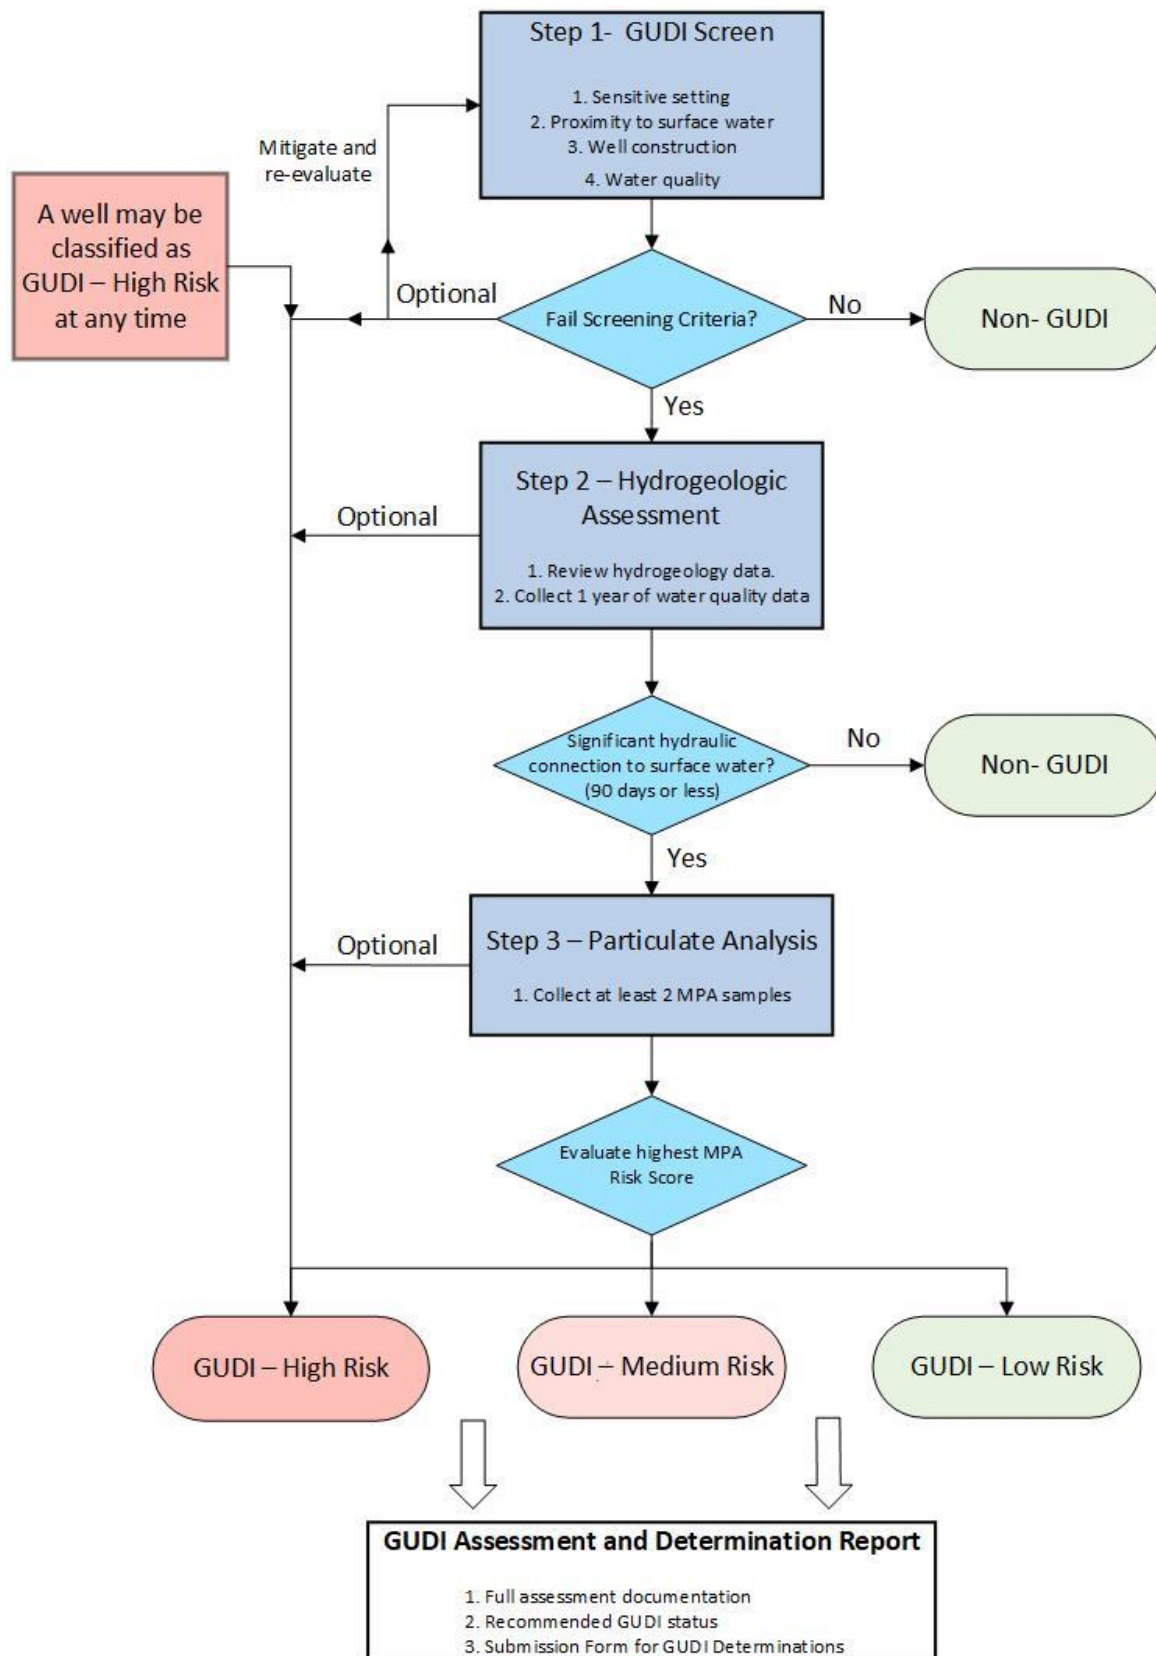 Step 1-  GUDI Screen
1. Sensitive setting
2. Proximity to surface water
3. Well construction
4. Water quality
Mitigate and
re-evaluate
A well may be
classified as
GUDI – High Risk
at any time
Optional
Fail Screening Criteria?
No
Non- GUDI
Yes
Step 2 – Hydrogeologic
Assessment
1. Review hydrogeology data.
2. Collect 1 year of water quality data
Optional
Significant hydraulic
connection to surface water?
(90 days or less)
No
Non- GUDI
Yes
Step 3 – Particulate Analysis
1. Collect at least 2 MPA samples
Optional
Evaluate highest MPA
Risk Score
GUDI – High Risk
GUDI – Medium Risk
GUDI – Low Risk
GUDI Assessment and Determination Report
1. Full assessment documentation
2. Recommended GUDI status
3. Submission Form for GUDI Determinations